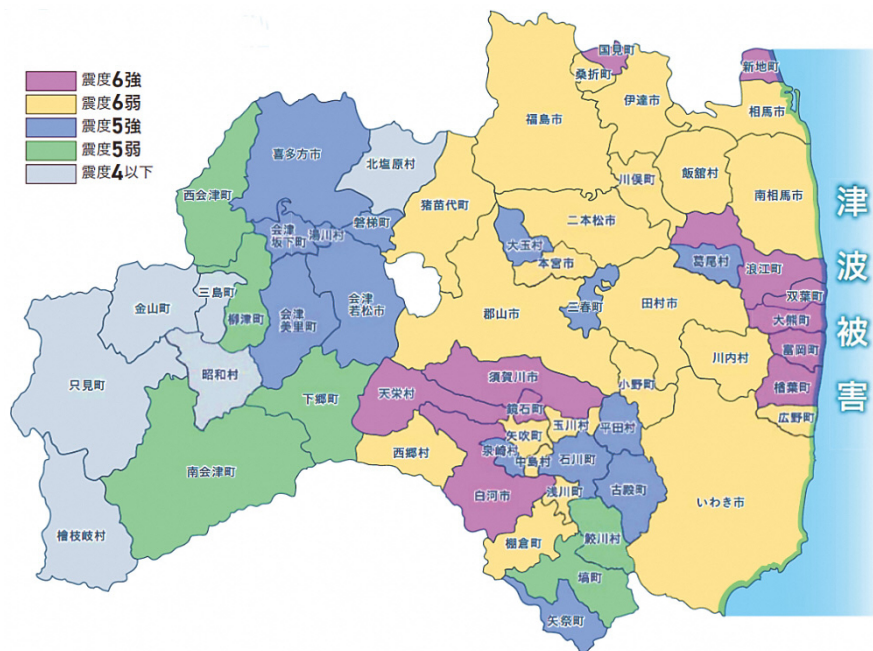 震度6強
震度6弱
震度5強
震度5弱
震度4以下
国見町
桑折町
新地町
伊達市
相馬市
福島市
喜多方市
北塩原村
川俣町
飯舘村
西会津町
猪苗代町
南相馬市
二本松市
会津
坂下町
湯川村
磐梯町
大玉村
本宮市
葛尾村
浪江町
双葉町
三島町
金山町
柳津町
会津
美里町
会津
若松市
郡山市
三春町
田村市
大熊町
富岡町
川内村
只見町
昭和村
下郷町
天栄村
須賀川市
小野町
楢葉町
鏡石町
玉川村
広野町
矢吹町
平田村
西郷村
泉崎村
中島村
石川町
南会津町
白河市
浅川町
古殿町
いわき市
檜枝岐村
棚倉町
鮫川村
塙町
矢祭町
津波被害